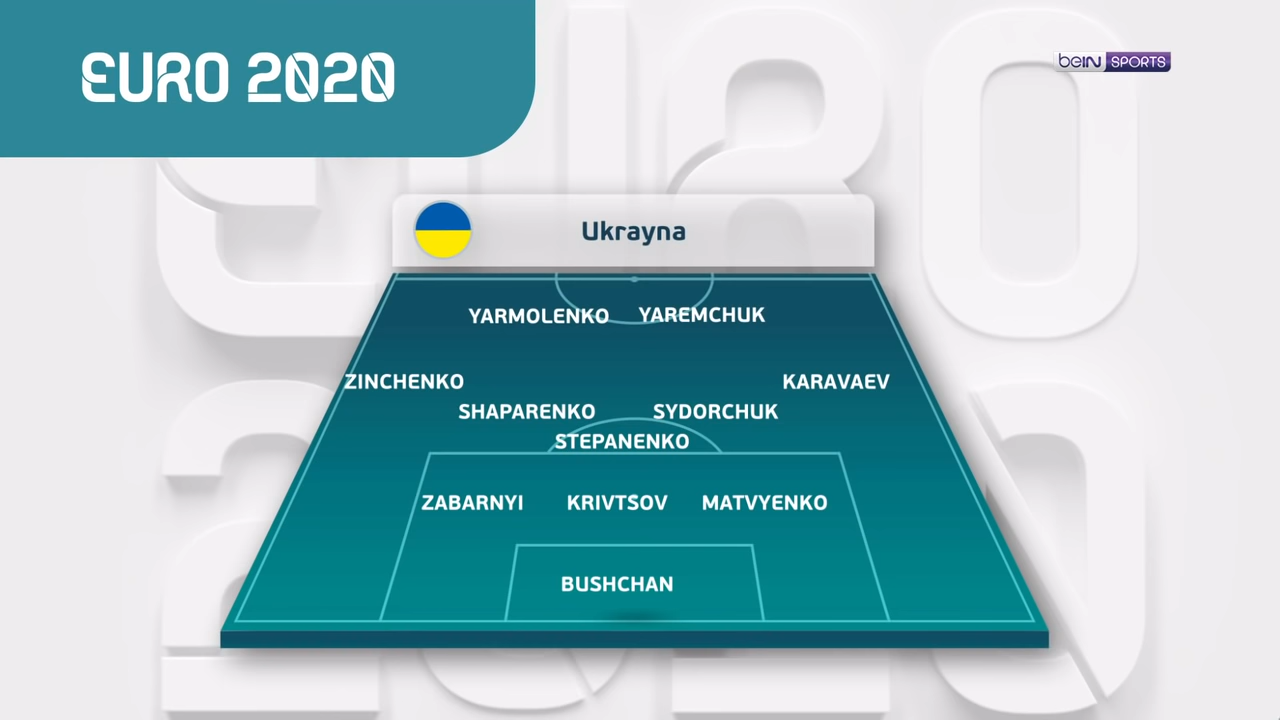 EURO 2020
beIN SPORTS
Ukrayna
YARMOLENKO YAREMCHUK
ZINCHENKO KARAVAEV
SHAPARENKO SYDORCHUK
STEPANENKO
ZABARNYI KRIVTSOV MATVYENKO
BUSHCHAN